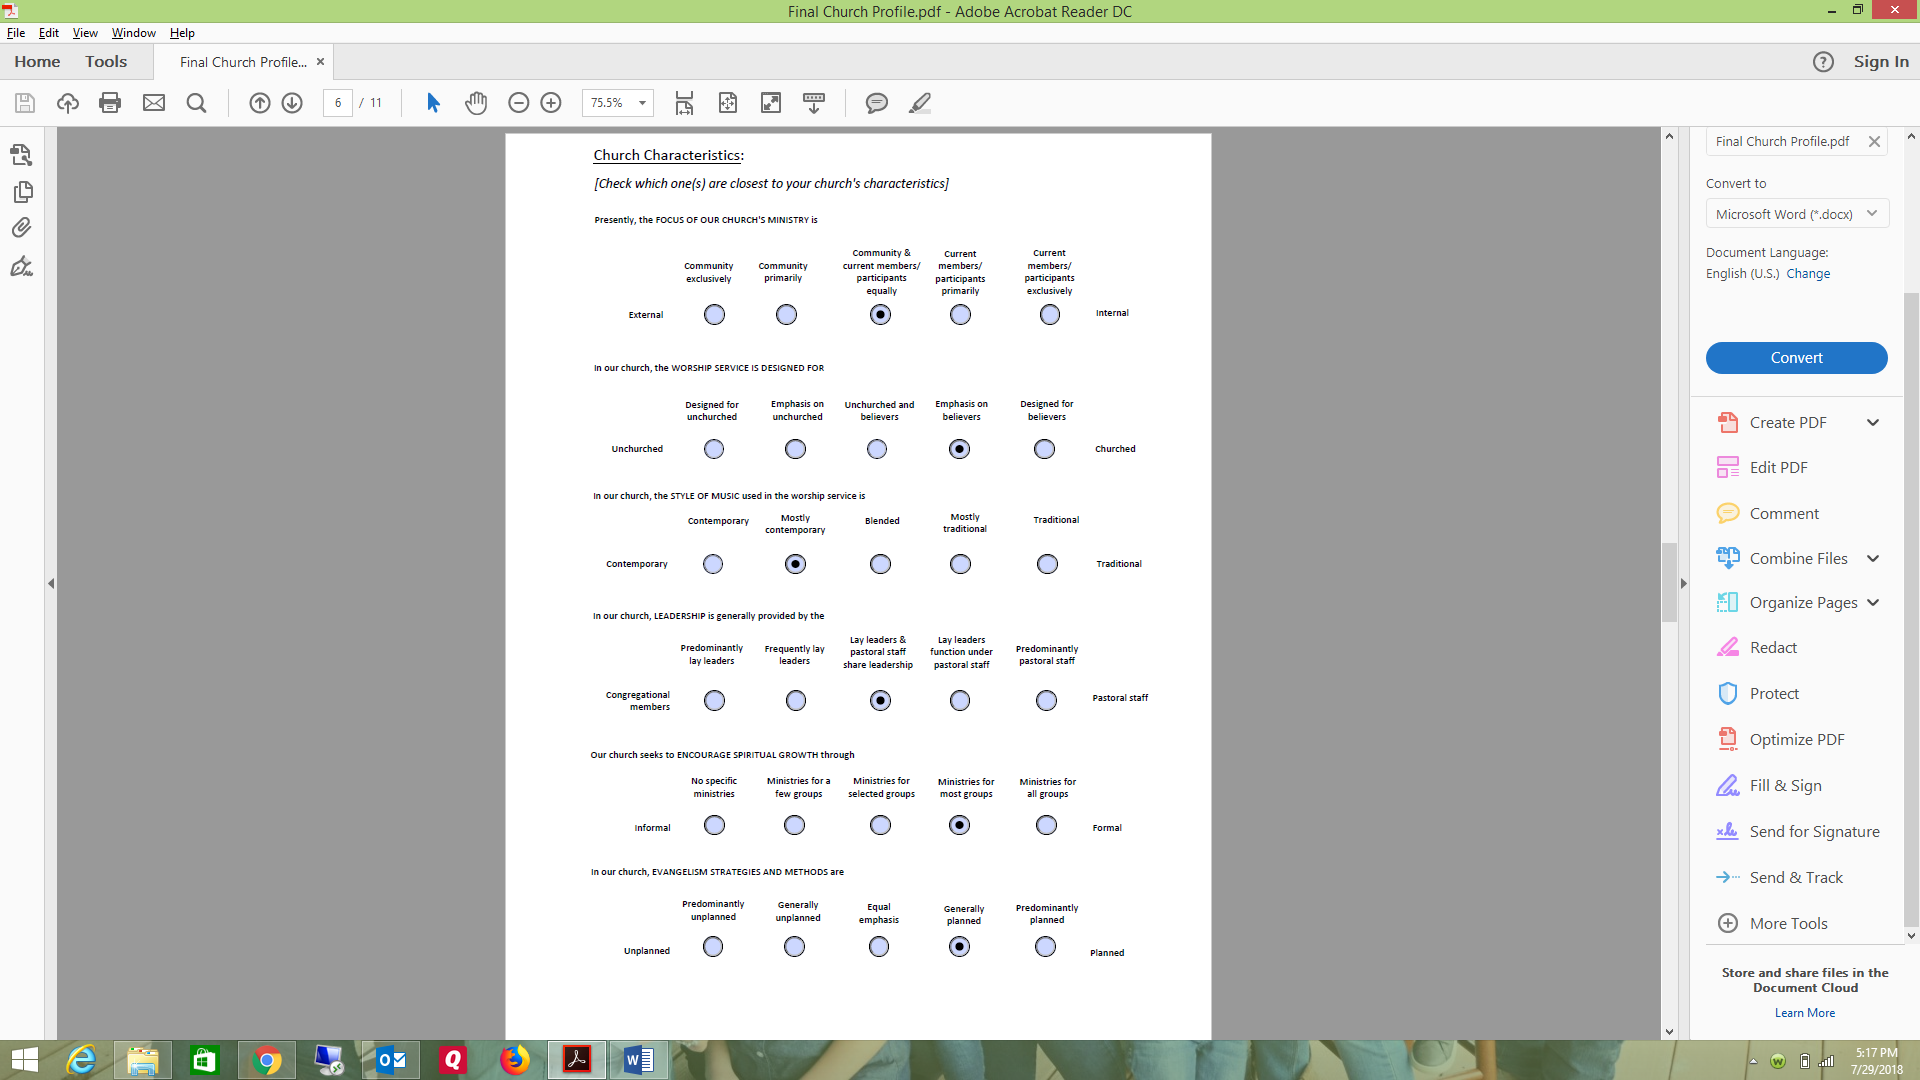 Final Church Profile.pdf - Adobe Acrobat Reader DC
File Edit View Window Help
Home Tools Final Church Profile... × Sign In
6 / 11 75.5%
Church Characteristics:
[Check which one(s) are closest to your church's characteristics]
Presently, the FOCUS OF OUR CHURCH'S MINISTRY is
Community exclusively
Community primarily
Community & current members/ participants equally
Current members/ participants primarily
Current members/ participants exclusively
External Internal
In our church, the WORSHIP SERVICE IS DESIGNED FOR
Designed for unchurched
Emphasis on unchurched
Unchurched and believers
Emphasis on believers
Designed for believers
Unchurched Churched
In our church, the STYLE OF MUSIC used in the worship service is
Contemporary
Mostly contemporary
Blended
Mostly traditional
Traditional
Contemporary Traditional
In our church, LEADERSHIP is generally provided by the
Predominantly lay leaders
Frequently lay leaders
Lay leaders & pastoral staff share leadership
Lay leaders function under pastoral staff
Predominantly pastoral staff
Congregational members Pastoral staff
Our church seeks to ENCOURAGE SPIRITUAL GROWTH through
No specific ministries
Ministries for a few groups
Ministries for selected groups
Ministries for most groups
Ministries for all groups
Informal Formal
In our church, EVANGELISM STRATEGIES AND METHODS are
Predominantly unplanned
Generally unplanned
Equal emphasis
Generally planned
Predominantly planned
Unplanned Planned
Final Church Profile.pdf
Convert to
Microsoft Word (*.docx)
Document Language:
English (U.S.) Change
Convert
Create PDF
Edit PDF
Comment
Combine Files
Organize Pages
Redact
Protect
Optimize PDF
Fill & Sign
Send for Signature
Send & Track
More Tools
Store and share files in the
Document Cloud
Learn More
5:17 PM
7/29/2018